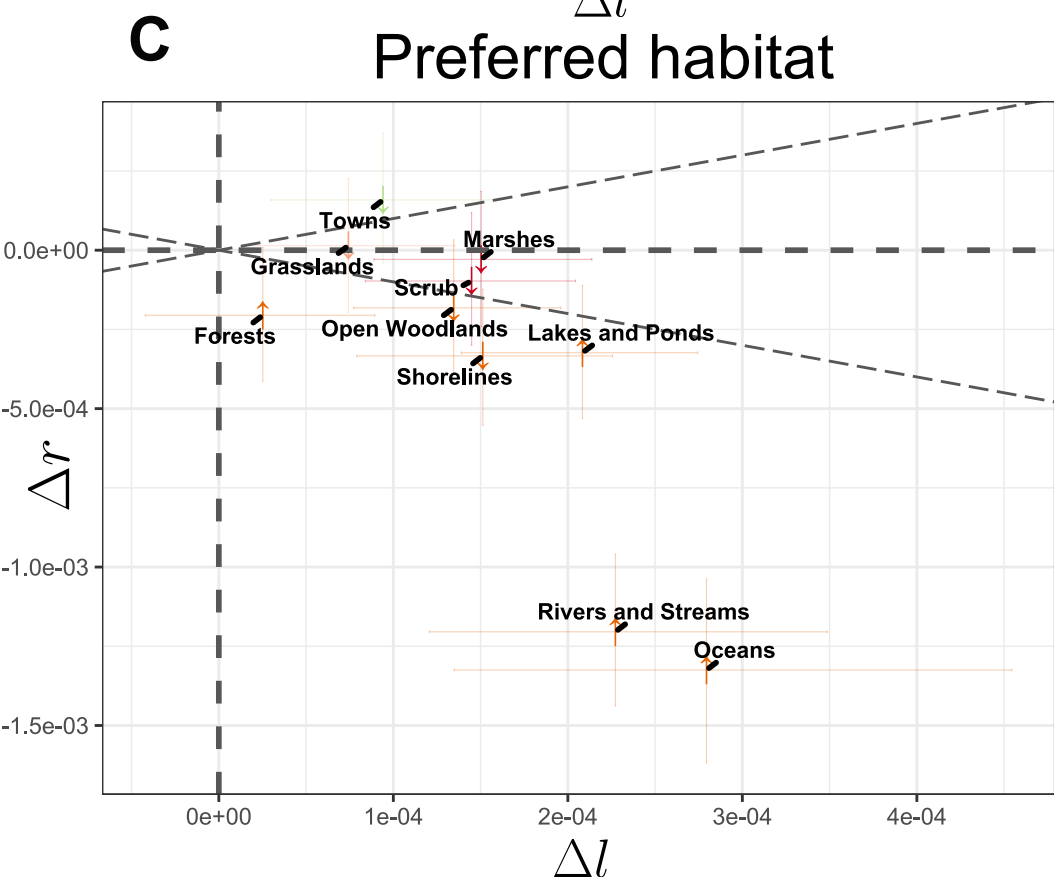 Δl
C
Preferred habitat
Towns
Marshes
0.0e+00
Grasslands
Scrub
Open Woodlands
Lakes and Ponds
Forests
Shorelines
-5.0e-04
Δr
-1.0e-03
Rivers and Streams
Oceans
-1.5e-03
0e+00 1e-04 2e-04 3e-04 4e-04
Δl